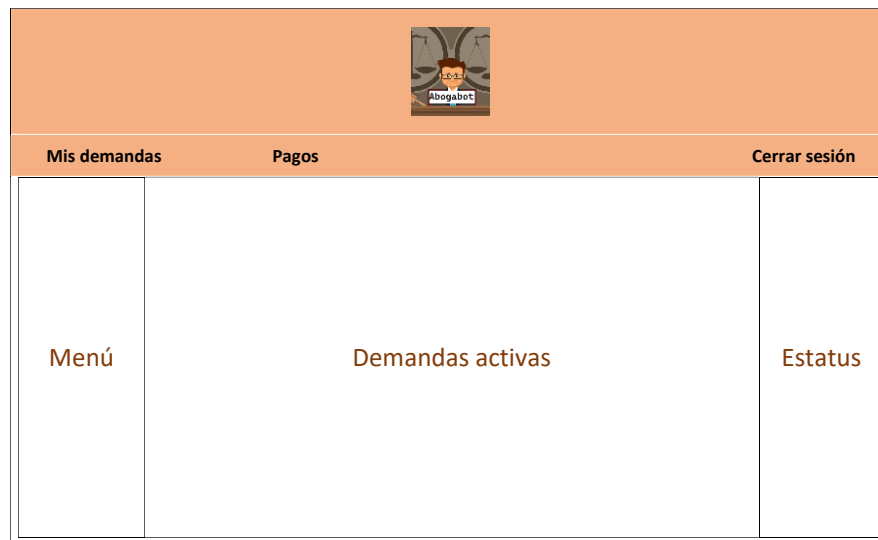 Abogabot
Mis demandas Pagos Cerrar sesión
Menú Demandas activas Estatus